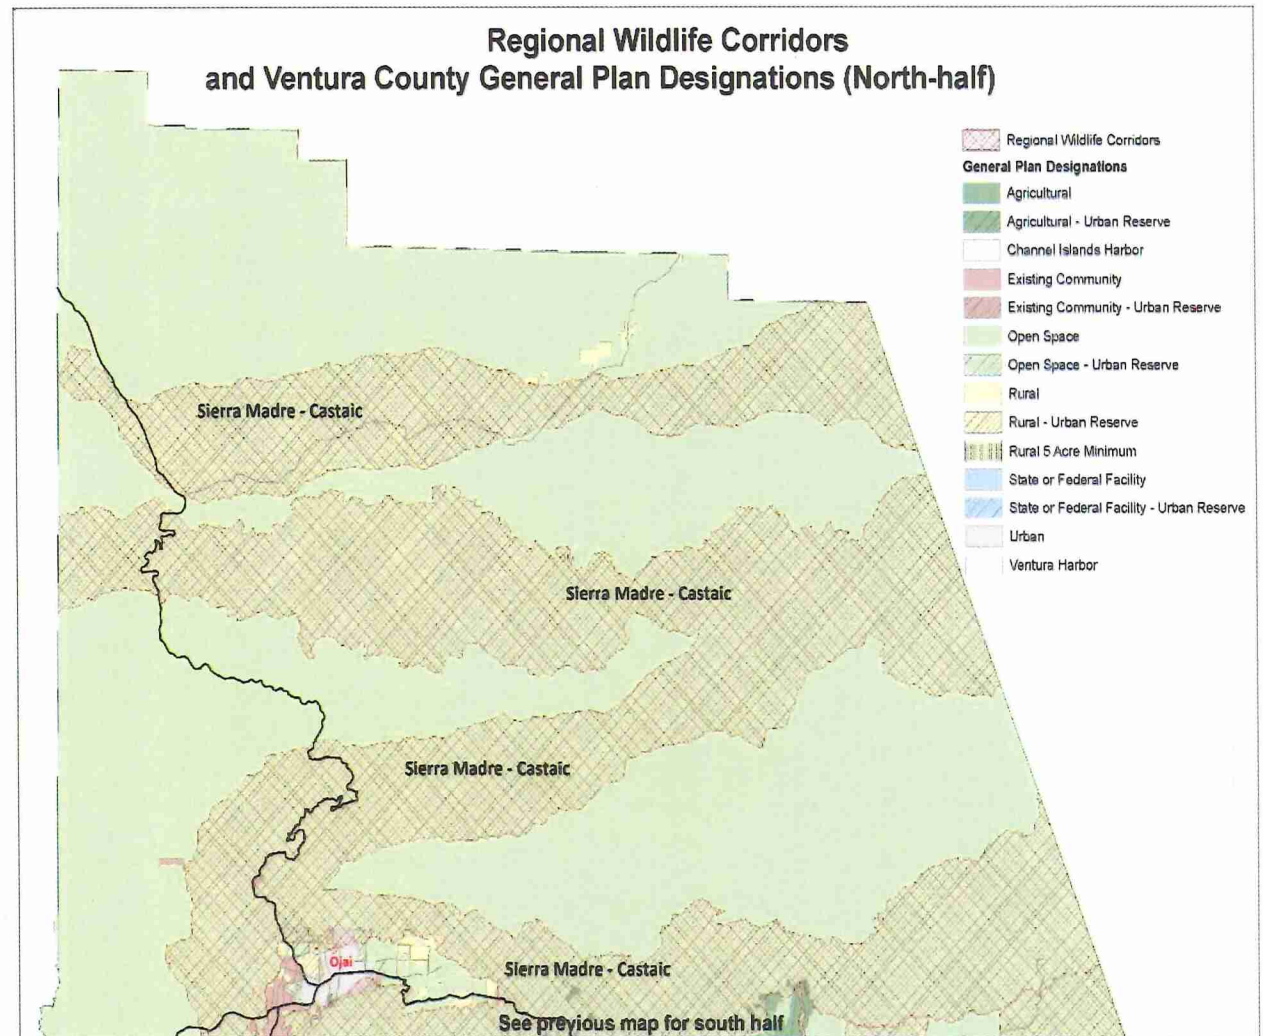 Regional Wildlife Corridors
and Ventura County General Plan Designations (North-half)
Regional Wildlife Corridors
General Plan Designations
Agricultural
Agricultural - Urban Reserve
Channel Islands Harbor
Existing Community
Existing Community - Urban Reserve
Open Space
Open Space - Urban Reserve
Rural
Rural - Urban Reserve
Rural 5 Acre Minimum
State or Federal Facility
State or Federal Facility - Urban Reserve
Urban
Ventura Harbor
Sierra Madre - Castaic
Sierra Madre - Castaic
Sierra Madre - Castaic
Ojai
Sierra Madre - Castaic
See previous map for south half